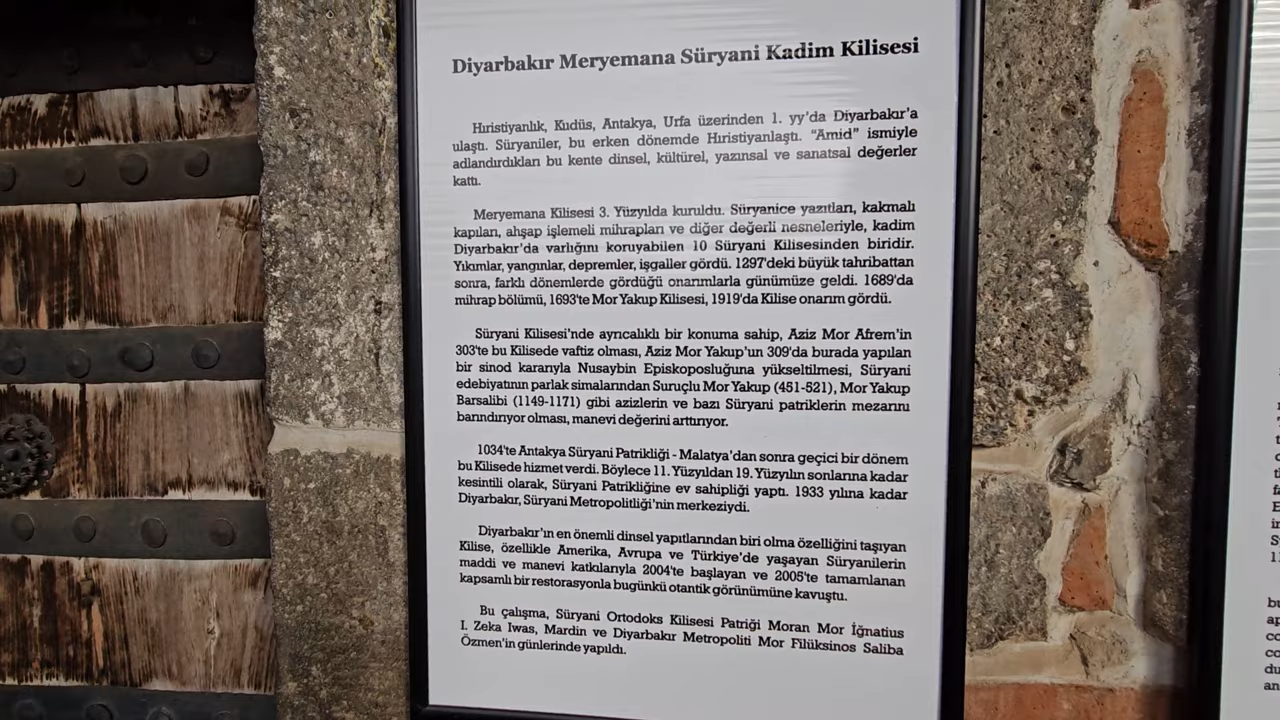 Diyarbakır Meryemana Süryani Kadim Kilisesi
Hıristiyanlık, Kudüs, Antakya, Urfa üzerinden 1. yy'da Diyarbakır'a
ulaştı. Süryaniler, bu erken dönemde Hıristiyanlaştı. "Amid" ismiyle
adlandırdıkları bu kente dinsel, kültürel, yazınsal ve sanatsal değerler
kattı.
Meryemana Kilisesi 3. Yüzyılda kuruldu. Süryanice yazıtları, kakmalı
kapıları, ahşap işlemeli mihrapları ve diğer değerli nesneleriyle, kadim
Diyarbakır'da varlığını koruyabilen 10 Süryani Kilisesinden biridir.
Yıkımlar, yangınlar, depremler, işgaller gördü. 1297'deki büyük tahribattan
sonra, farklı dönemlerde gördüğü onarımlarla günümüze geldi. 1689'da
mihrap bölümü, 1693'te Mor Yakup Kilisesi, 1919'da Kilise onarım gördü.
Süryani Kilisesi'nde ayrıcalıklı bir konuma sahip, Aziz Mor Afrem'in
303'te bu Kilisede vaftiz olması, Aziz Mor Yakup'un 309'da burada yapılan
bir sinod kararıyla Nusaybin Episkoposluğuna yükseltilmesi, Süryani
edebiyatının parlak simalarından Suruçlu Mor Yakup (451-521), Mor Yakup
Barsalibi (1149-1171) gibi azizlerin ve bazı Süryani patriklerin mezarını
barındırıyor olması, manevi değerini arttırıyor.
1034'te Antakya Süryani Patrikliği - Malatya'dan sonra geçici bir dönem
bu Kilisede hizmet verdi. Böylece 11. Yüzyıldan 19. Yüzyılın sonlarına kadar
kesintili olarak, Süryani Patrikliğine ev sahipliği yaptı. 1933 yılına kadar
Diyarbakır, Süryani Metropolitliği'nin merkeziydi.
Diyarbakır'ın en önemli dinsel yapıtlarından biri olma özelliğini taşıyan
Kilise, özellikle Amerika, Avrupa ve Türkiye'de yaşayan Süryanilerin
maddi ve manevi katkılarıyla 2004'te başlayan ve 2005'te tamamlanan
kapsamlı bir restorasyonla bugünkü otantik görünümüne kavuştu.
Bu çalışma, Süryani Ortodoks Kilisesi Patriği Moran Mor İğnatius
I. Zeka Iwas, Mardin ve Diyarbakır Metropoliti Mor Filüksinos Saliba
Özmen'in günlerinde yapıldı.